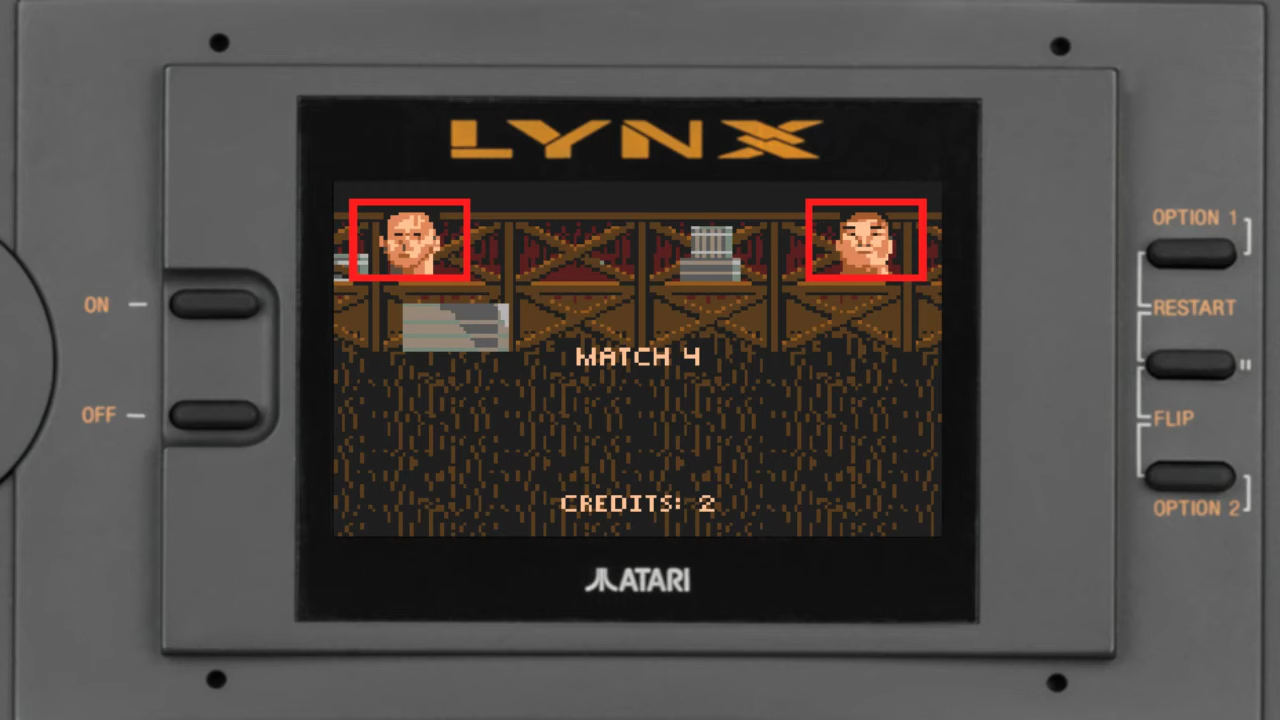 LYNX
OPTION 1
ON
RESTART
MATCH 4
OFF
FLIP
CREDITS: 2
OPTION 2
ATARI